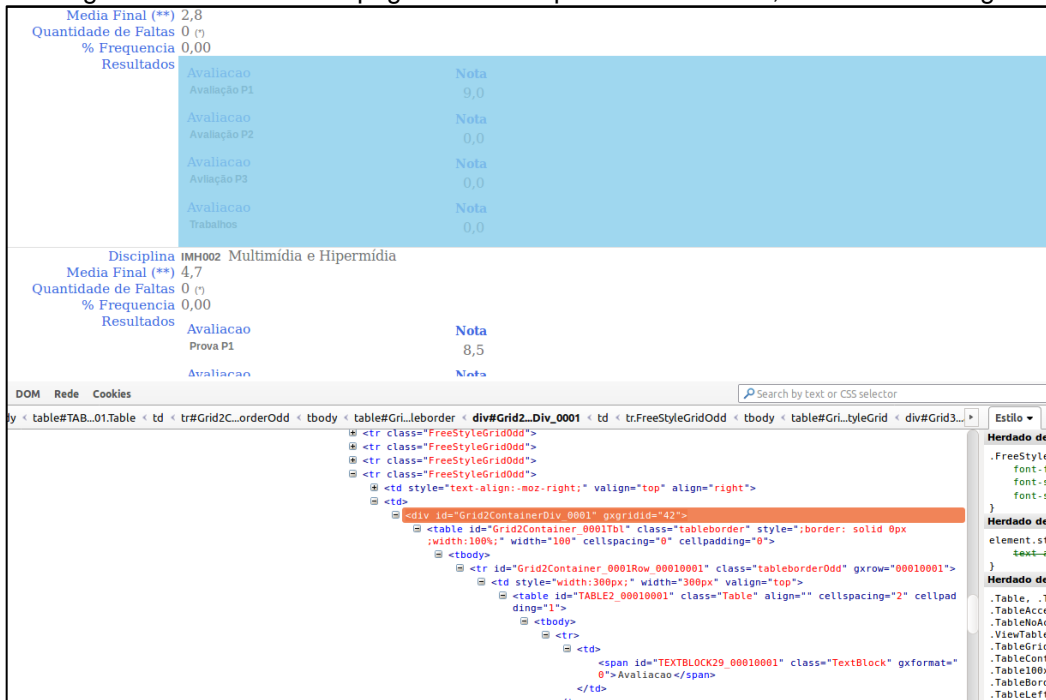 Media Final (**) 2,8
Quantidade de Faltas 0 (*)
% Frequencia 0,00
Resultados
Avaliacao Nota
Avaliação P1 9,0
Avaliacao Nota
Avaliação P2 0,0
Avaliacao Nota
Avliação P3 0,0
Avaliacao Nota
Trabalhos 0,0
Disciplina IMH002 Multimídia e Hipermídia
Media Final (**) 4,7
Quantidade de Faltas 0 (*)
% Frequencia 0,00
Resultados
Avaliacao Nota
Prova P1 8,5
Avaliacao Nota
DOM Rede Cookies Search by text or CSS selector
dy < table#TAB...01.Table < td < tr#Grid2C...orderOdd < tbody < table#Gri...leborder < div#Grid2...Div_0001 < td < tr.FreeStyleGridOdd < tbody < table#Gri...tyleGrid < div#Grid3... Estilo
<tr class="FreeStyleGridOdd">
<tr class="FreeStyleGridOdd">
<tr class="FreeStyleGridOdd">
<tr class="FreeStyleGridOdd">
<td style="text-align:-moz-right;" valign="top" align="right">
<td>
<div id="Grid2ContainerDiv_0001" gxgridid="42">
<table id="Grid2Container_0001Tbl" class="tableborder" style=";border: solid 0px
;width:100%;" width="100" cellspacing="0" cellpadding="0">
<tbody>
<tr id="Grid2Container_0001Row_00010001" class="tableborderOdd" gxrow="00010001">
<td style="width:300px;" width="300px" valign="top">
<table id="TABLE2_00010001" class="Table" align="" cellspacing="2" cellpad
ding="1">
<tbody>
<tr>
<td>
<span id="TEXTBLOCK29_00010001" class="TextBlock" gxformat="
0">Avaliacao</span>
</td>
Herdado de
.FreeStyle
font-f
font-s
font-s
}
Herdado de
element.st
text-a
}
Herdado de
.Table, .T
.TableAcce
.TableNoAc
.ViewTable
.TableGrid
.TableCont
.Table100x
.TableBord
.TableLeft